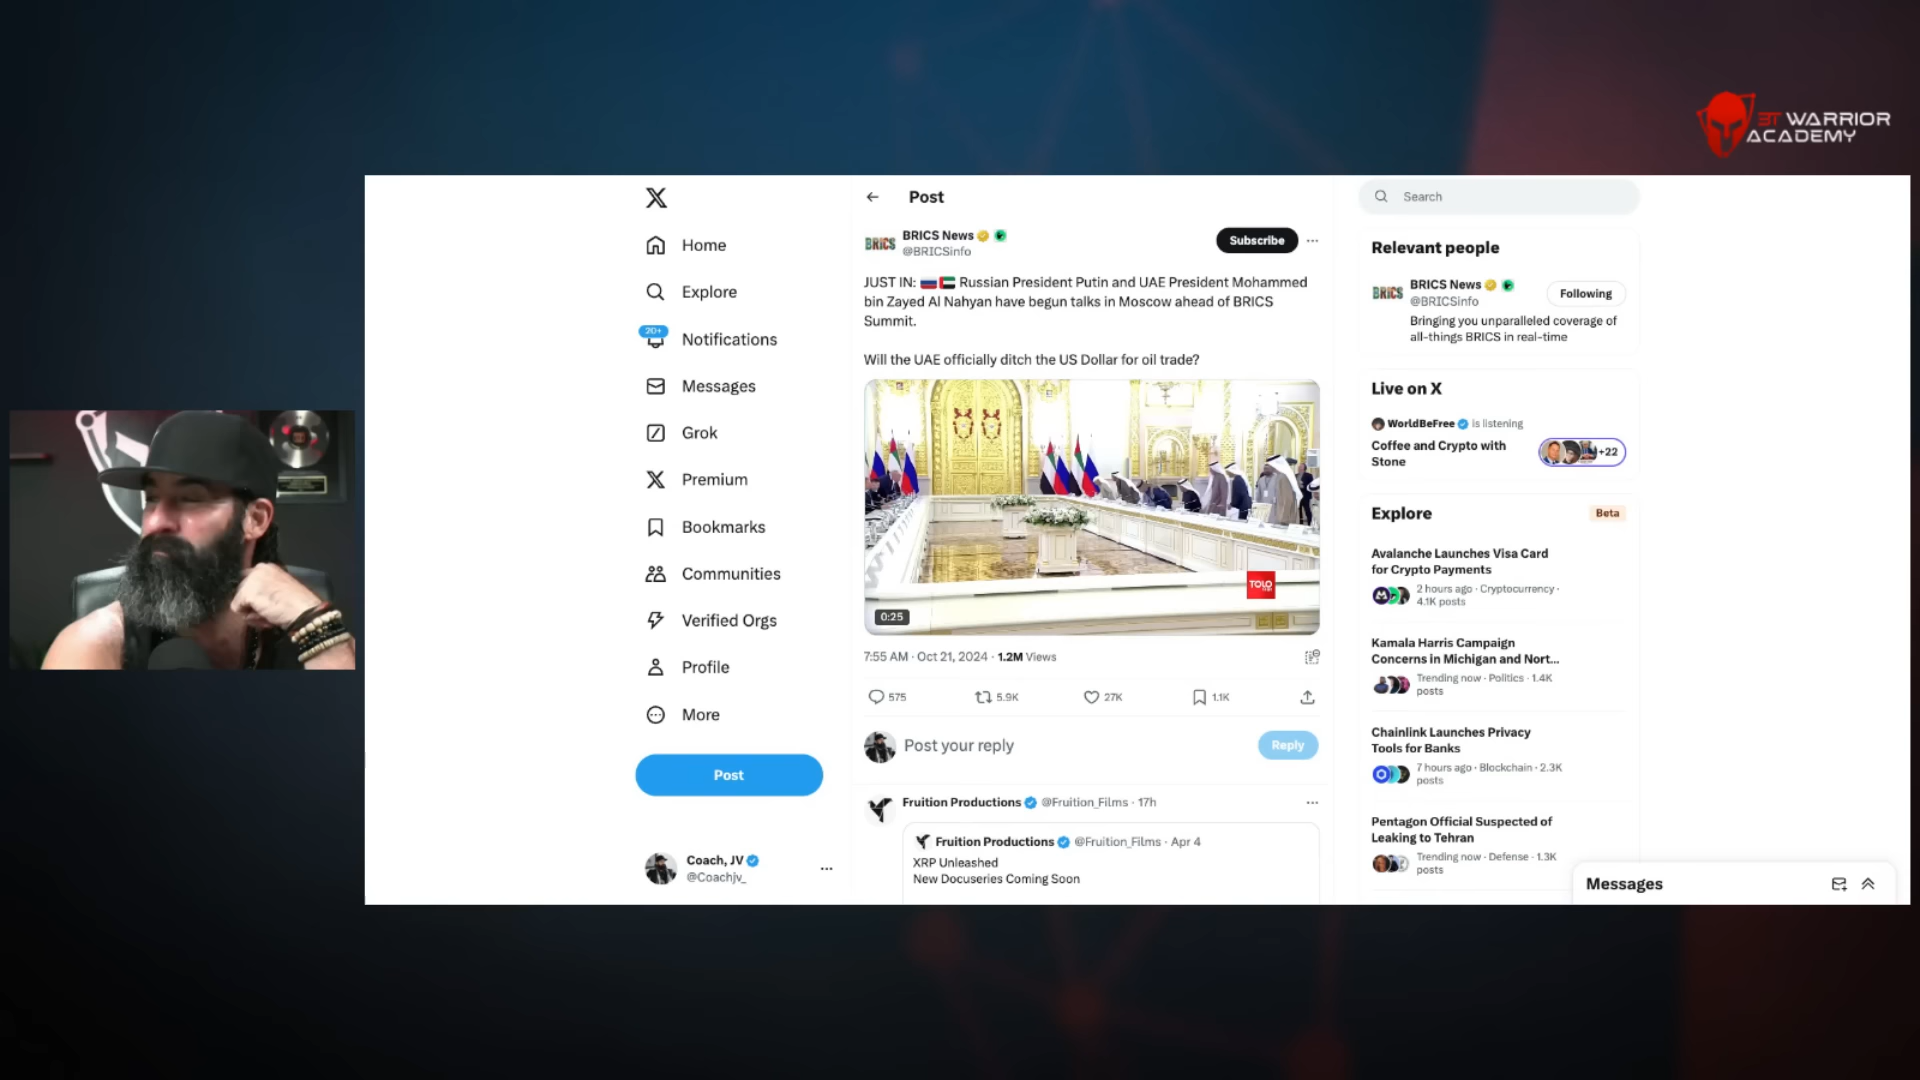 3T WARRIOR
ACADEMY
Home
Explore
20+
Notifications
Messages
Grok
Premium
Bookmarks
Communities
Verified Orgs
Profile
More
Post
Coach, JV
@Coachjv_
Post
BRICS
BRICS News
@BRICSinfo
Subscribe
JUST IN: 🇷🇺🇦🇪 Russian President Putin and UAE President Mohammed
bin Zayed Al Nahyan have begun talks in Moscow ahead of BRICS
Summit.
Will the UAE officially ditch the US Dollar for oil trade?
TOLO
0:25
7:55 AM · Oct 21, 2024 · 1.2M Views
575
5.9K
27K
1.1K
Post your reply
Reply
Fruition Productions @Fruition_Films · 17h
Fruition Productions @Fruition_Films · Apr 4
XRP Unleashed
New Docuseries Coming Soon
Search
Relevant people
BRICS
BRICS News
@BRICSinfo
Following
Bringing you unparalleled coverage of
all-things BRICS in real-time
Live on X
WorldBeFree is listening
Coffee and Crypto with
Stone
+22
Explore
Beta
Avalanche Launches Visa Card
for Crypto Payments
2 hours ago · Cryptocurrency ·
4.1K posts
Kamala Harris Campaign
Concerns in Michigan and Nort...
Trending now · Politics · 1.4K
posts
Chainlink Launches Privacy
Tools for Banks
7 hours ago · Blockchain · 2.3K
posts
Pentagon Official Suspected of
Leaking to Tehran
Trending now · Defense · 1.3K
posts
Messages